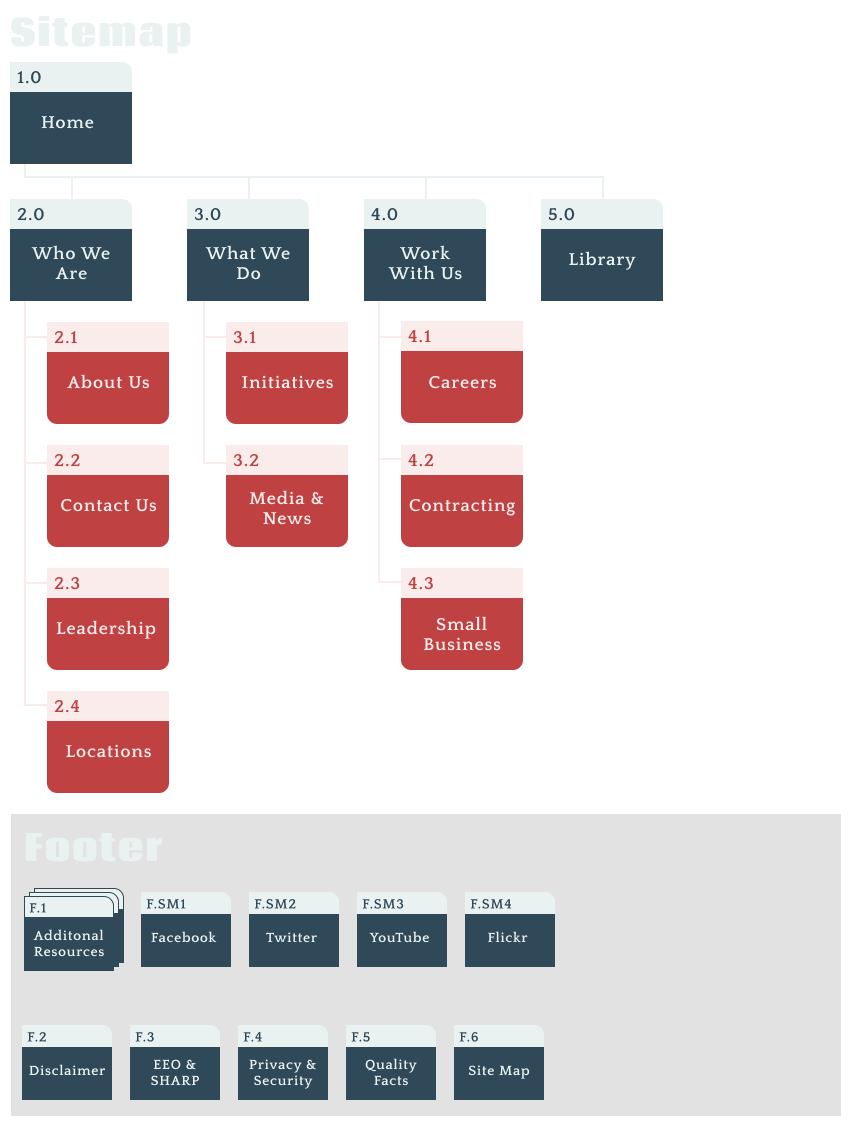 Sitemap
1.0
Home
2.0
Who We
Are
3.0
What We
Do
4.0
Work
With Us
5.0
Library
2.1
About Us
3.1
Initiatives
4.1
Careers
2.2
Contact Us
3.2
Media &
News
4.2
Contracting
2.3
Leadership
4.3
Small
Business
2.4
Locations
Footer
F.1
Additonal
Resources
F.SM1
Facebook
F.SM2
Twitter
F.SM3
YouTube
F.SM4
Flickr
F.2
Disclaimer
F.3
EEO &
SHARP
F.4
Privacy &
Security
F.5
Quality
Facts
F.6
Site Map